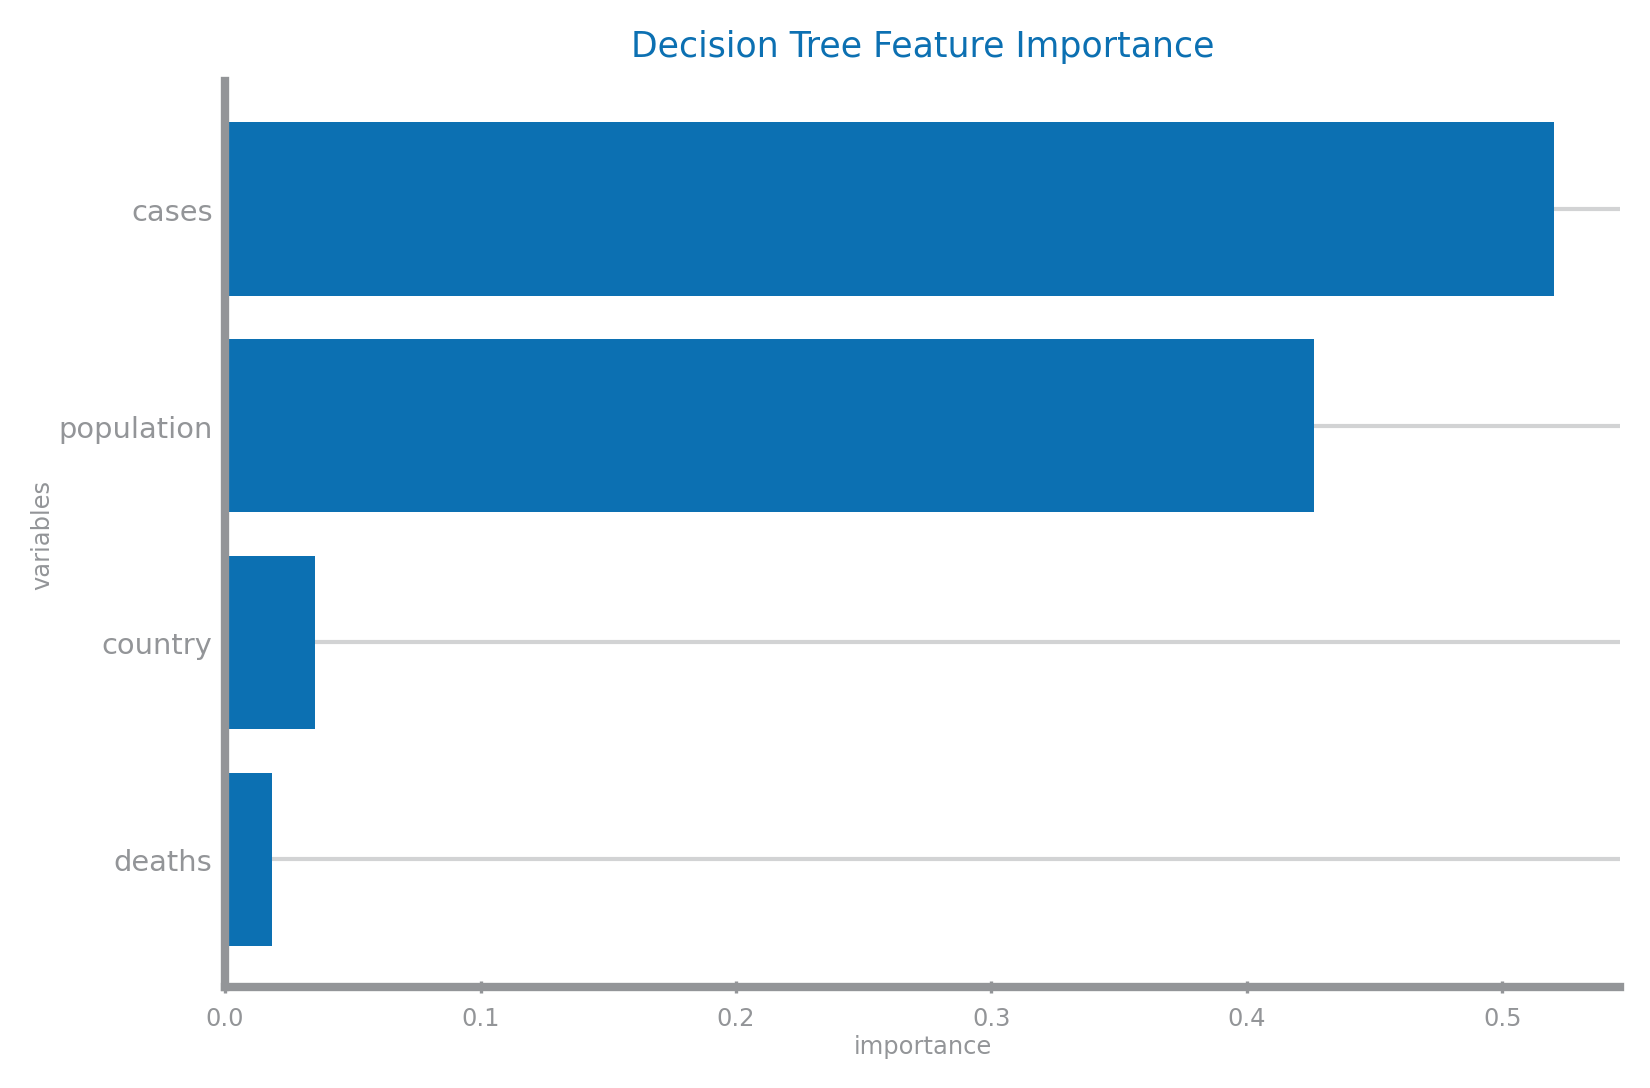 Decision Tree Feature Importance
cases
population
country
deaths
variables
0.0 0.1 0.2 0.3 0.4 0.5
importance